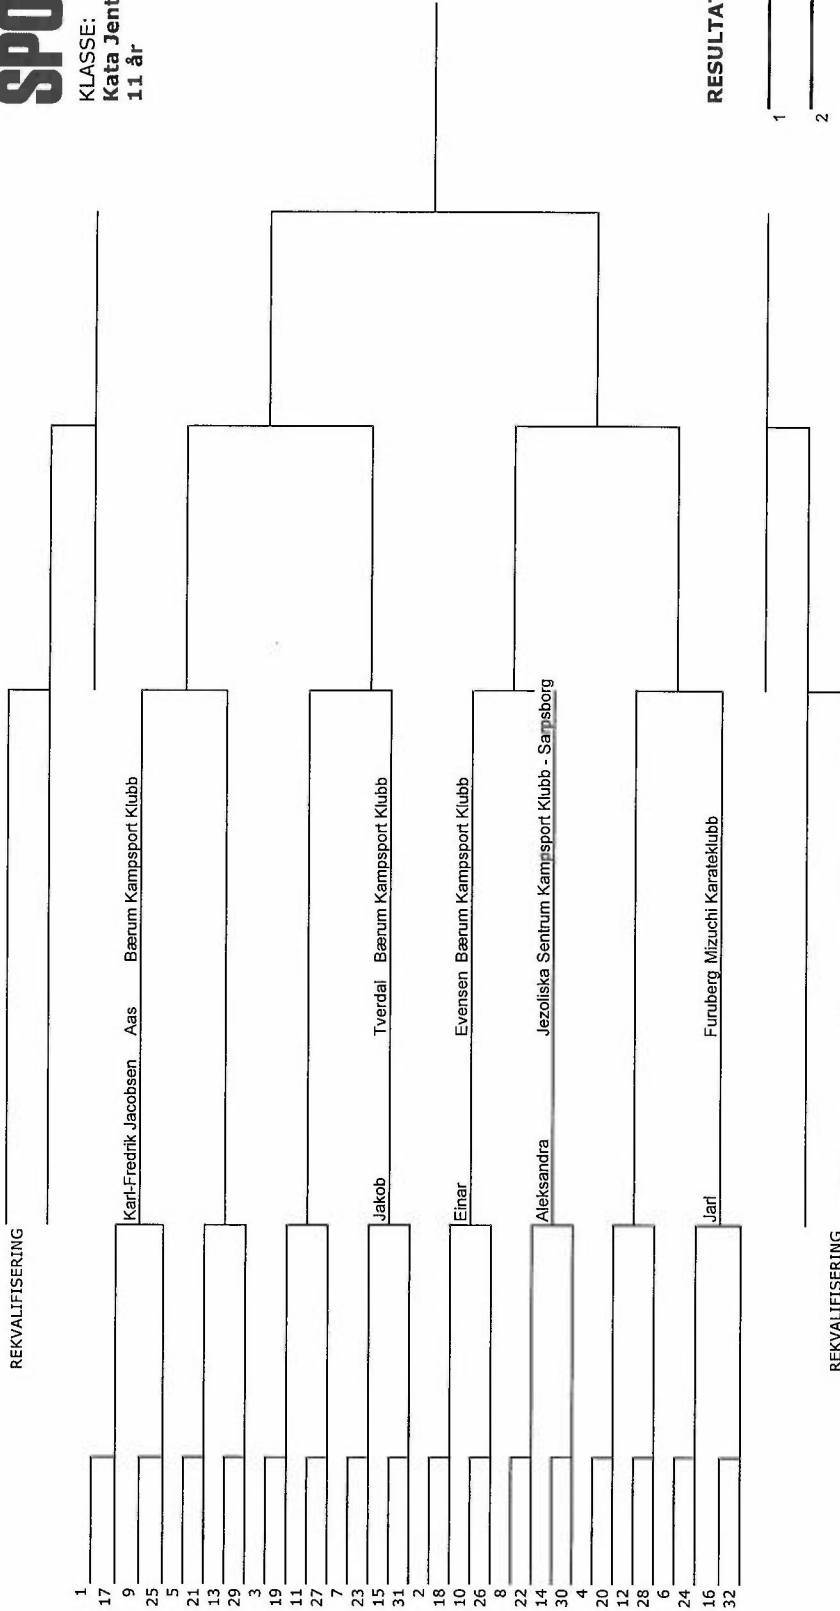 SPO
KLASSE:
Kata Jent
11 år
REKVALIFISERING
1
17
9
25
5
21
13
29
3
19
11
27
7
23
15
31
2
18
10
26
8
22
14
30
4
20
12
28
6
24
16
32
Karl-Fredrik Jacobsen Aas Bærum Kampsport Klubb
Jakob Tverdal Bærum Kampsport Klubb
Einar Evensen Bærum Kampsport Klubb
Aleksandra Jezoliska Sentrum Kampsport Klubb - Sarpsborg
Jarl Furuberg Mizuchi Karateklubb
REKVALIFISERING
RESULTA
1
2